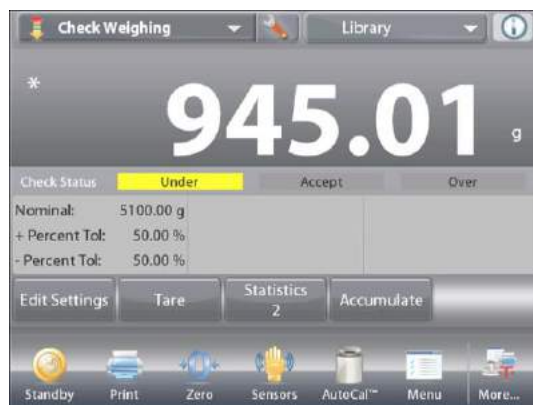 Check Weighing Library
*
945.01 g
Check Status Under Accept Over
Nominal: 5100.00 g
+ Percent Tol: 50.00 %
- Percent Tol: 50.00 %
Edit Settings Tare Statistics 2 Accumulate
Standby Print Zero Sensors AutoCal™ Menu More...